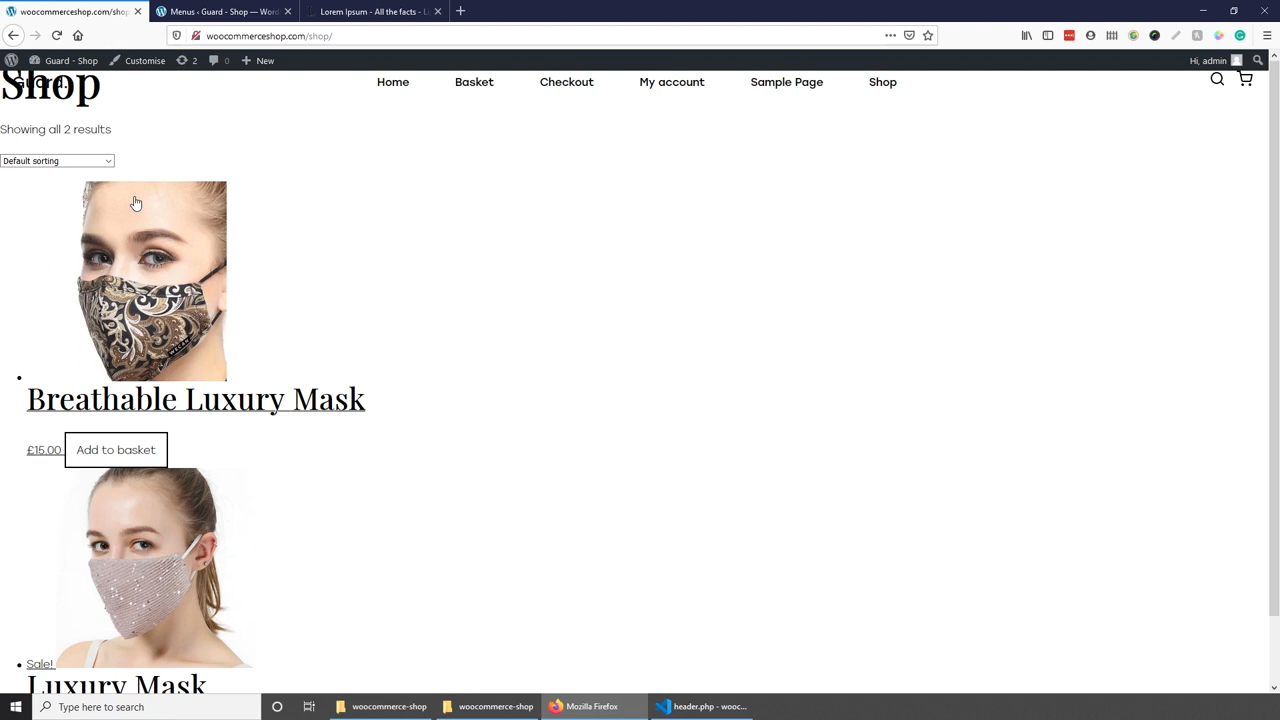 woocommerceshop.com/shop
Menus ‹ Guard - Shop — Word
Lorem Ipsum - All the facts - Li
woocommerceshop.com/shop/
Guard - Shop
Customise
2
0
New
Hi, admin
Shop
Home
Basket
Checkout
My account
Sample Page
Shop
Showing all 2 results
Default sorting
Breathable Luxury Mask
£15.00
Add to basket
Sale!
Luxury Mask
Type here to search
woocommerce-shop
woocommerce-shop
Mozilla Firefox
header.php - wooc...